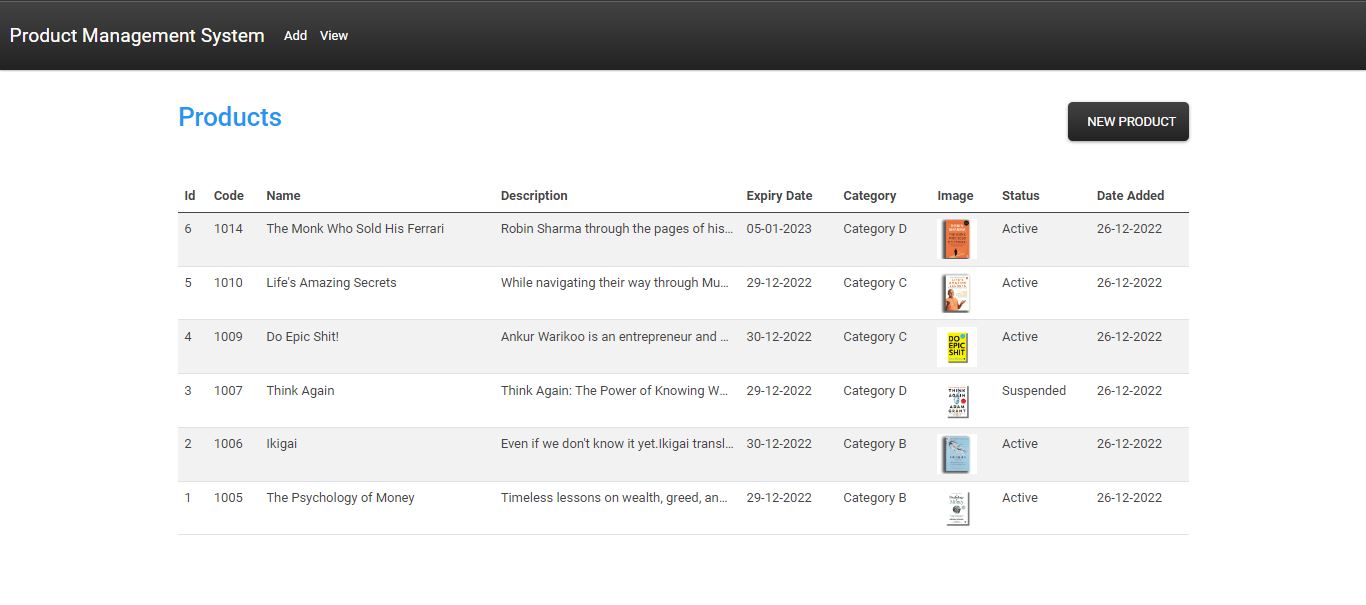 Product Management System Add View
Products
NEW PRODUCT
Id Code Name Description Expiry Date Category Image Status Date Added
6 1014 The Monk Who Sold His Ferrari Robin Sharma through the pages of his... 05-01-2023 Category D Active 26-12-2022
5 1010 Life's Amazing Secrets While navigating their way through Mu... 29-12-2022 Category C Active 26-12-2022
4 1009 Do Epic Shit! Ankur Warikoo is an entrepreneur and ... 30-12-2022 Category C Active 26-12-2022
DO
EPIC
SHIT
3 1007 Think Again Think Again: The Power of Knowing W... 29-12-2022 Category D Suspended 26-12-2022
THINK
AGAIN
ADAM
GRANT
2 1006 Ikigai Even if we don't know it yet.Ikigai transl... 30-12-2022 Category B Active 26-12-2022
1 1005 The Psychology of Money Timeless lessons on wealth, greed, an... 29-12-2022 Category B Active 26-12-2022